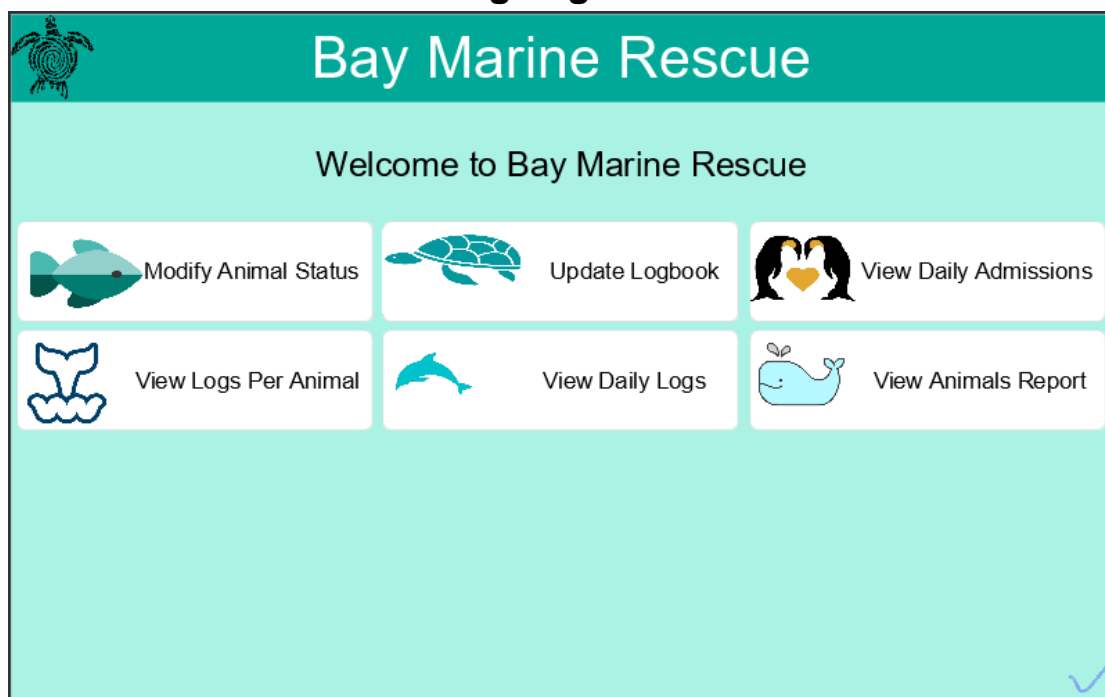 Bay Marine Rescue
Welcome to Bay Marine Rescue
Modify Animal Status
Update Logbook
View Daily Admissions
View Logs Per Animal
View Daily Logs
View Animals Report